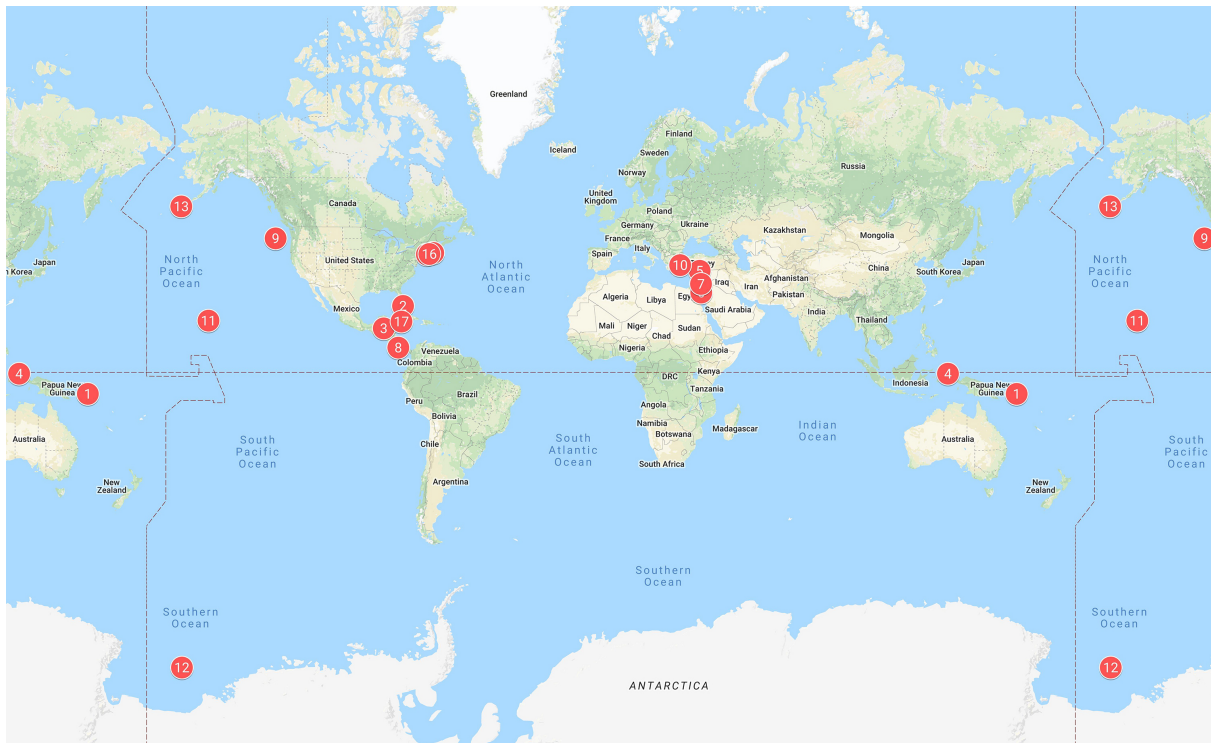 Greenland
Iceland
Finland
Sweden
Norway
Russia
13
Canada
United
Kingdom
Poland
Germany
Ukraine
Kazakhstan
Mongolia
13
9
France
Italy
Spain
9
16
10
5
7
n Korea
Japan
North
Pacific
Ocean
United States
North
Atlantic
Ocean
Iraq
Iran
Afghanistan
Pakistan
China
South Korea
Japan
North
Pacific
Ocean
Algeria
Libya
Saudi Arabia
India
Mexico
2
11
3
17
Mali
Niger
Chad
Sudan
Thailand
11
8
Venezuela
Colombia
Nigeria
Ethiopia
4
Papua New
Guinea
1
DRC
Kenya
Tanzania
Indonesia
4
Papua New
Guinea
1
Peru
Brazil
Bolivia
Angola
Namibia
Botswana
Madagascar
Indian
Ocean
Australia
South
Pacific
Ocean
Chile
South
Atlantic
Ocean
South Africa
Australia
South
Pacific
Ocean
New
Zealand
Argentina
New
Zealand
Southern
Ocean
Southern
Ocean
Southern
Ocean
12
ANTARCTICA
12